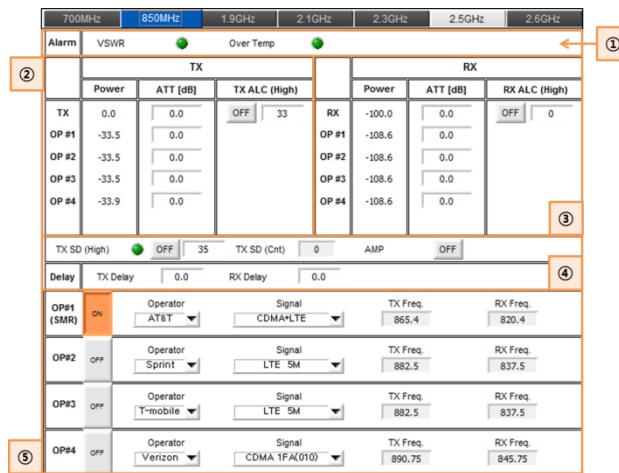 700MHz 850MHz 1.9GHz 2.1GHz 2.3GHz 2.5GHz 2.6GHz
Alarm VSWR Over Temp ①
② TX RX
Power ATT [dB] TX ALC (High) Power ATT [dB] RX ALC (High)
TX 0.0 0.0 OFF 33 RX -100.0 0.0 OFF 0
OP #1 -33.5 0.0 OP #1 -108.6 0.0
OP #2 -33.5 0.0 OP #2 -108.6 0.0
OP #3 -33.5 0.0 OP #3 -108.6 0.0
OP #4 -33.9 0.0 OP #4 -108.6 0.0
③
TX SD (High) OFF 35 TX SD (Cnt) 0 AMP OFF
Delay TX Delay 0.0 RX Delay 0.0 ④
OP#1 Operator Signal TX Freq. RX Freq.
(SMR) ON AT&T CDMA+LTE 865.4 820.4
Operator Signal TX Freq. RX Freq.
OP#2 OFF Sprint LTE 5M 882.5 837.5
Operator Signal TX Freq. RX Freq.
OP#3 OFF T-mobile LTE 5M 882.5 837.5
Operator Signal TX Freq. RX Freq.
⑤ OP#4 OFF Verizon CDMA 1FA(010) 890.75 845.75